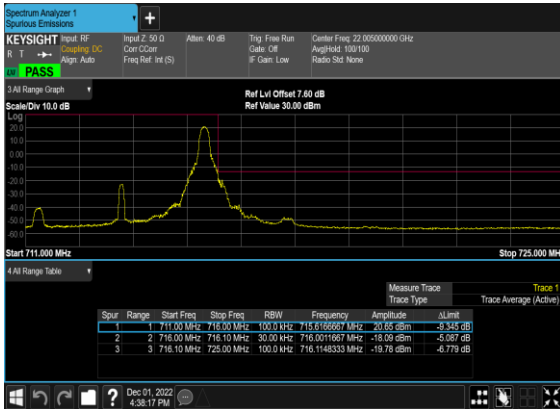 Spectrum Analyzer 1
Spurious Emissions
KEYSIGHT
R T
LXI PASS
Input: RF
Coupling: DC
Align: Auto
Input Z: 50 Ω
Corr CCorr
Freq Ref: Int (S)
Atten: 40 dB
Trig: Free Run
Gate: Off
IF Gain: Low
Center Freq: 22.005000000 GHz
Avg|Hold: 100/100
Radio Std: None
3 All Range Graph
Scale/Div 10.0 dB
Ref Lvl Offset 7.60 dB
Ref Value 30.00 dBm
Log
20.0
10.0
0.00
-10.0
-20.0
-30.0
-40.0
-50.0
-60.0
Start 711.000 MHz
Stop 725.000 MH
4 All Range Table
Measure Trace Trace 1
Trace Type Trace Average (Active)
Spur Range Start Freq Stop Freq RBW Frequency Amplitude ΔLimit
1 1 711.00 MHz 716.00 MHz 100.0 kHz 715.6166667 MHz 20.65 dBm -9.345 dB
2 2 716.00 MHz 716.10 MHz 30.00 kHz 716.0011667 MHz -18.09 dBm -5.087 dB
3 3 716.10 MHz 725.00 MHz 100.0 kHz 716.1148333 MHz -19.78 dBm -6.779 dB
?
Dec 01, 2022
4:38:17 PM